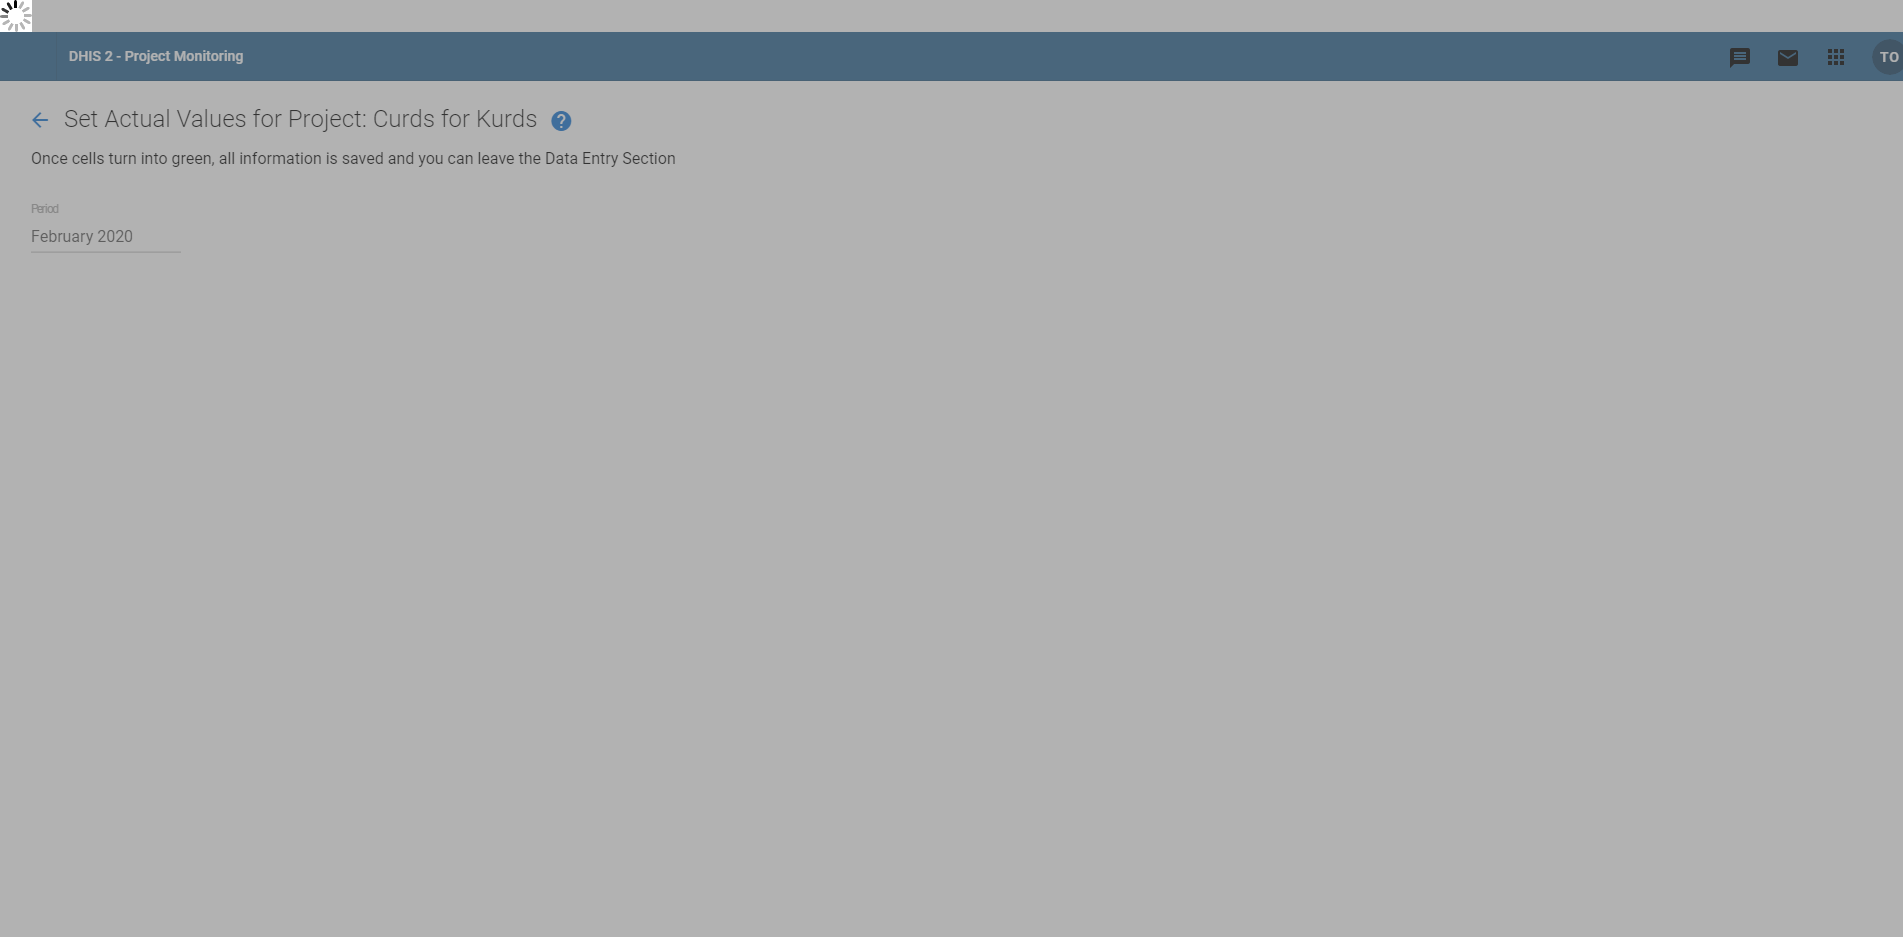 DHIS 2 - Project Monitoring
TO
Set Actual Values for Project: Curds for Kurds ?
Once cells turn into green, all information is saved and you can leave the Data Entry Section
Period
February 2020